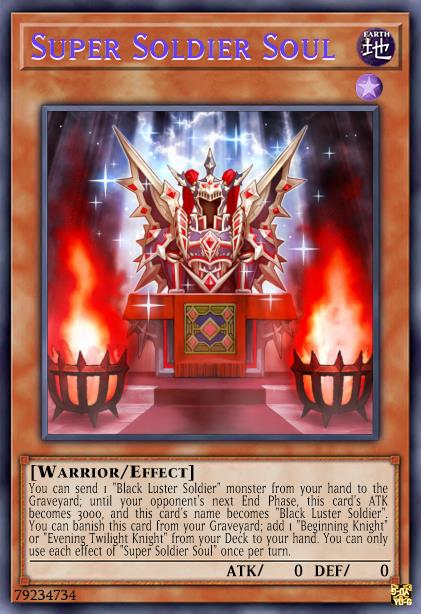 Super Soldier Soul
EARTH
地
[Warrior/Effect]
You can send 1 "Black Luster Soldier" monster from your hand to the
Graveyard; until your opponent's next End Phase, this card's ATK
becomes 3000, and this card's name becomes "Black Luster Soldier".
You can banish this card from your Graveyard; add 1 "Beginning Knight"
or "Evening Twilight Knight" from your Deck to your hand. You can only
use each effect of "Super Soldier Soul" once per turn.
ATK/ 0 DEF/ 0
79234734